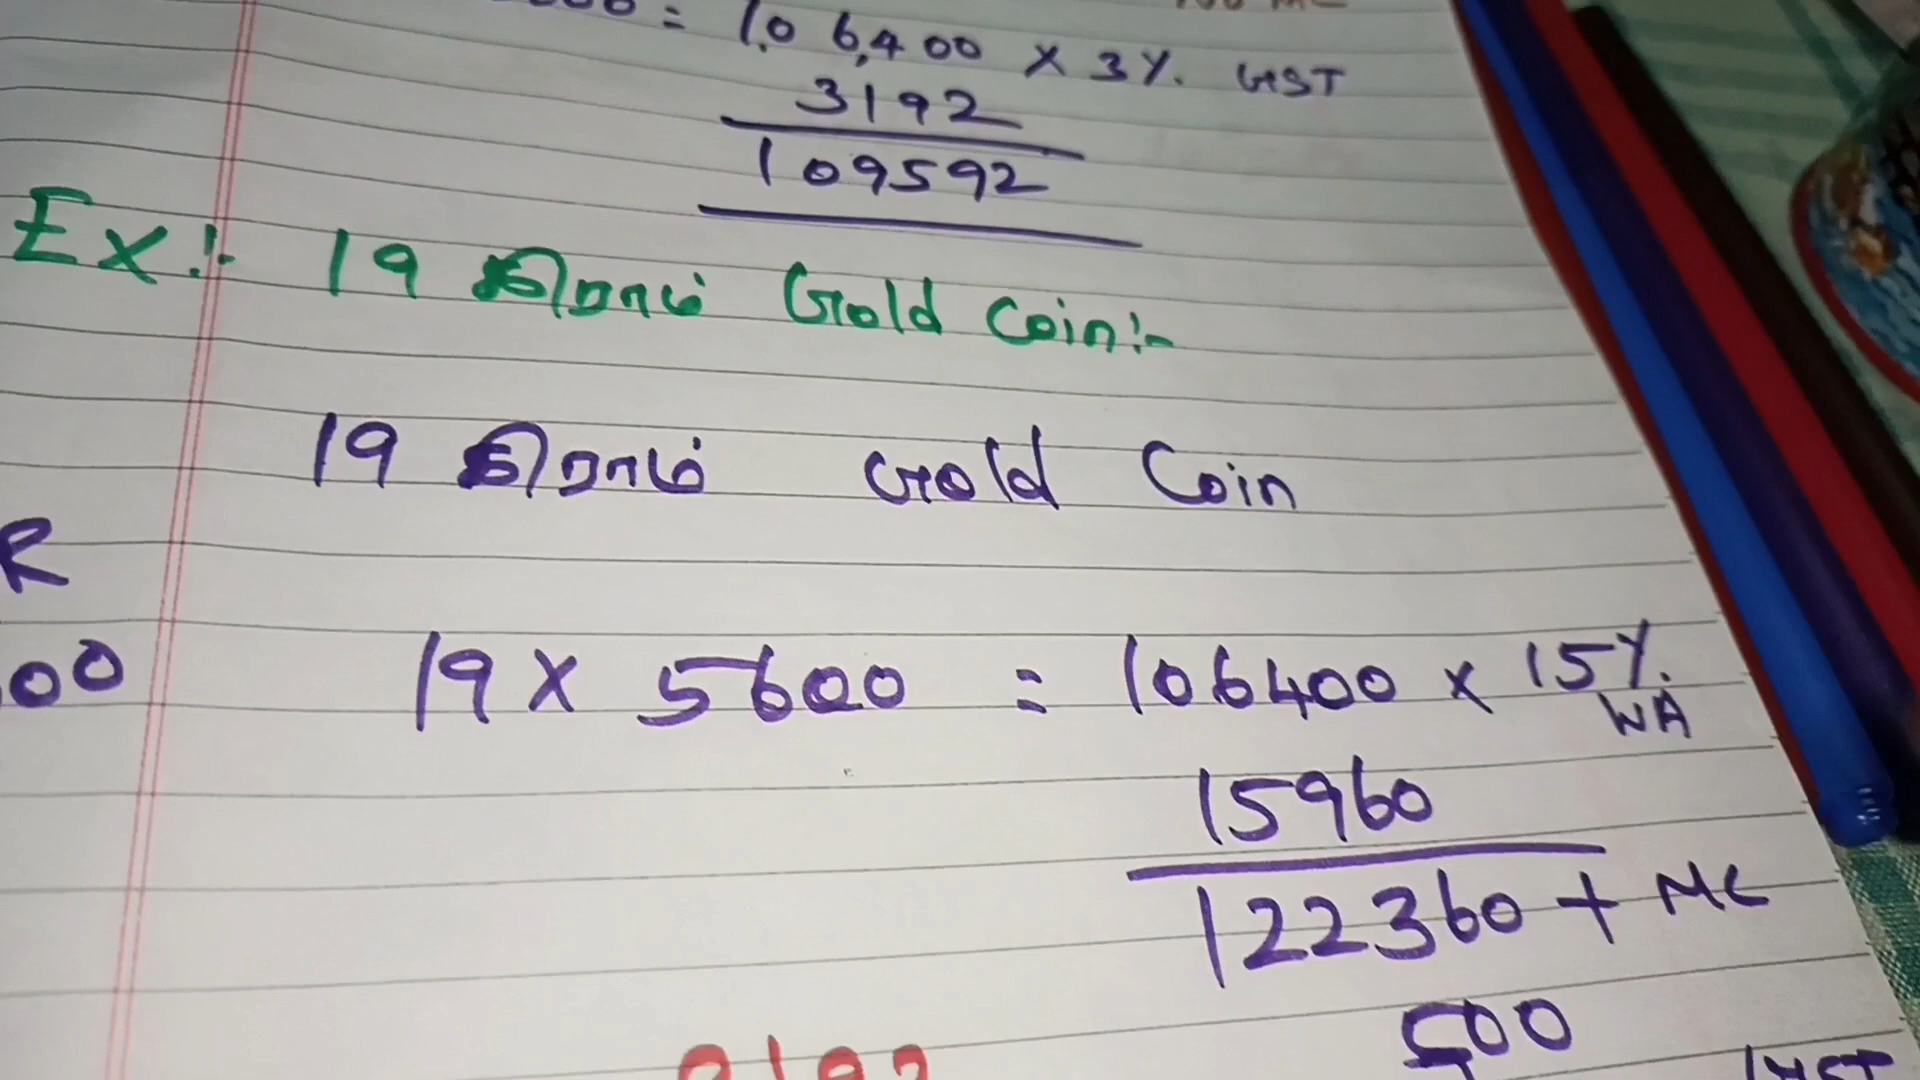 = 1,06,400 x 3%. GST
3192
109592
Ex:- 19 கிராம் Gold Coin:-
19 கிராம் Gold Coin
R
00
19 x 5600 = 106400 x 15%.
WA
15960
122360 + MC
500
GST